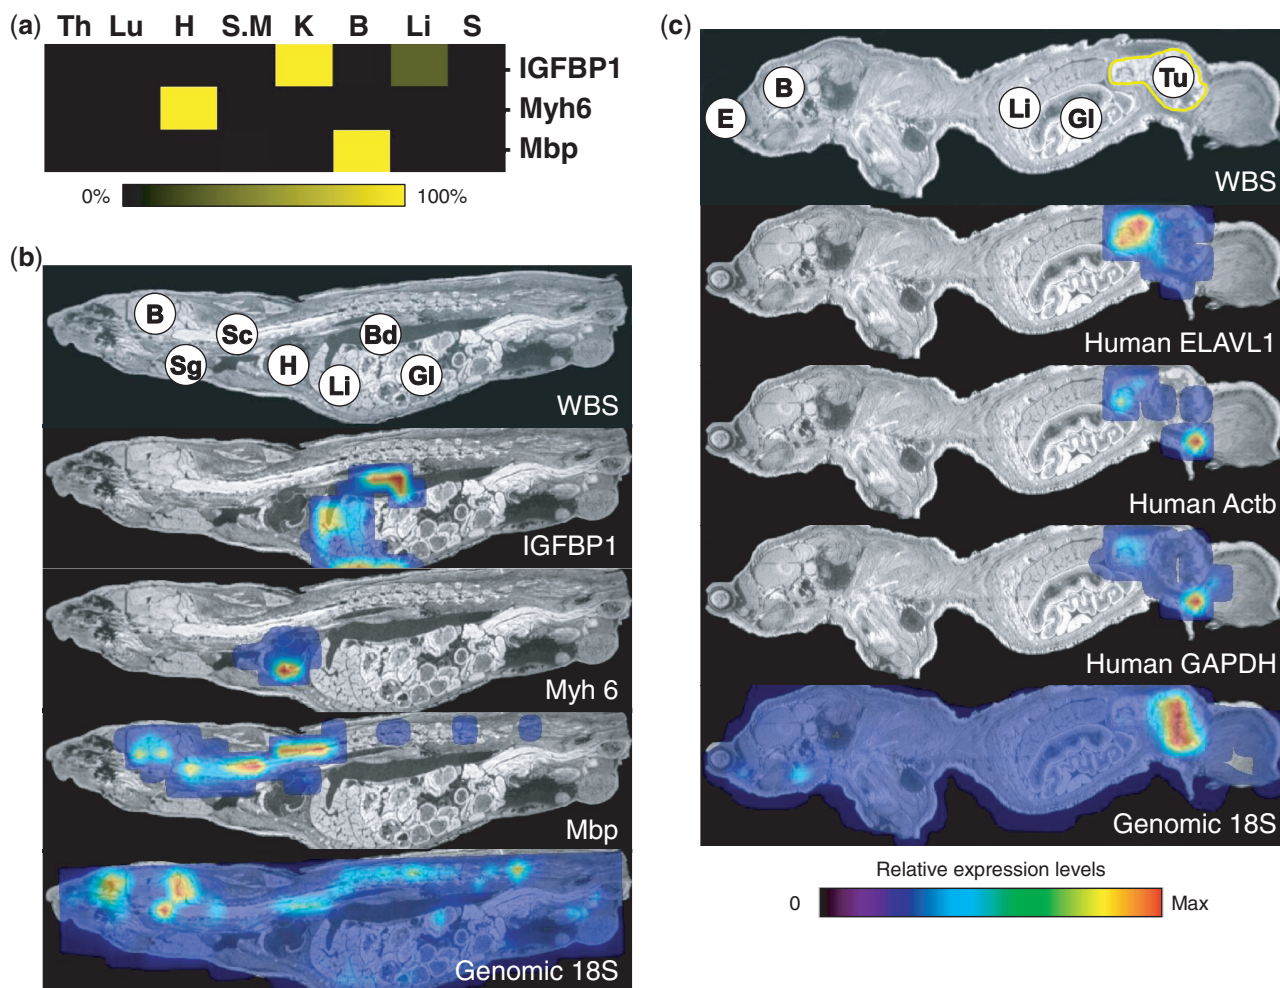 (a) Th Lu H S.M K B Li S
IGFBP1
Myh6
Mbp
0% 100%
(b)
B Sc Bd
Sg H Li Gl
WBS
IGFBP1
Myh 6
Mbp
Genomic 18S
(c)
E B Li Gl Tu
WBS
Human ELAVL1
Human Actb
Human GAPDH
Genomic 18S
Relative expression levels
0 Max